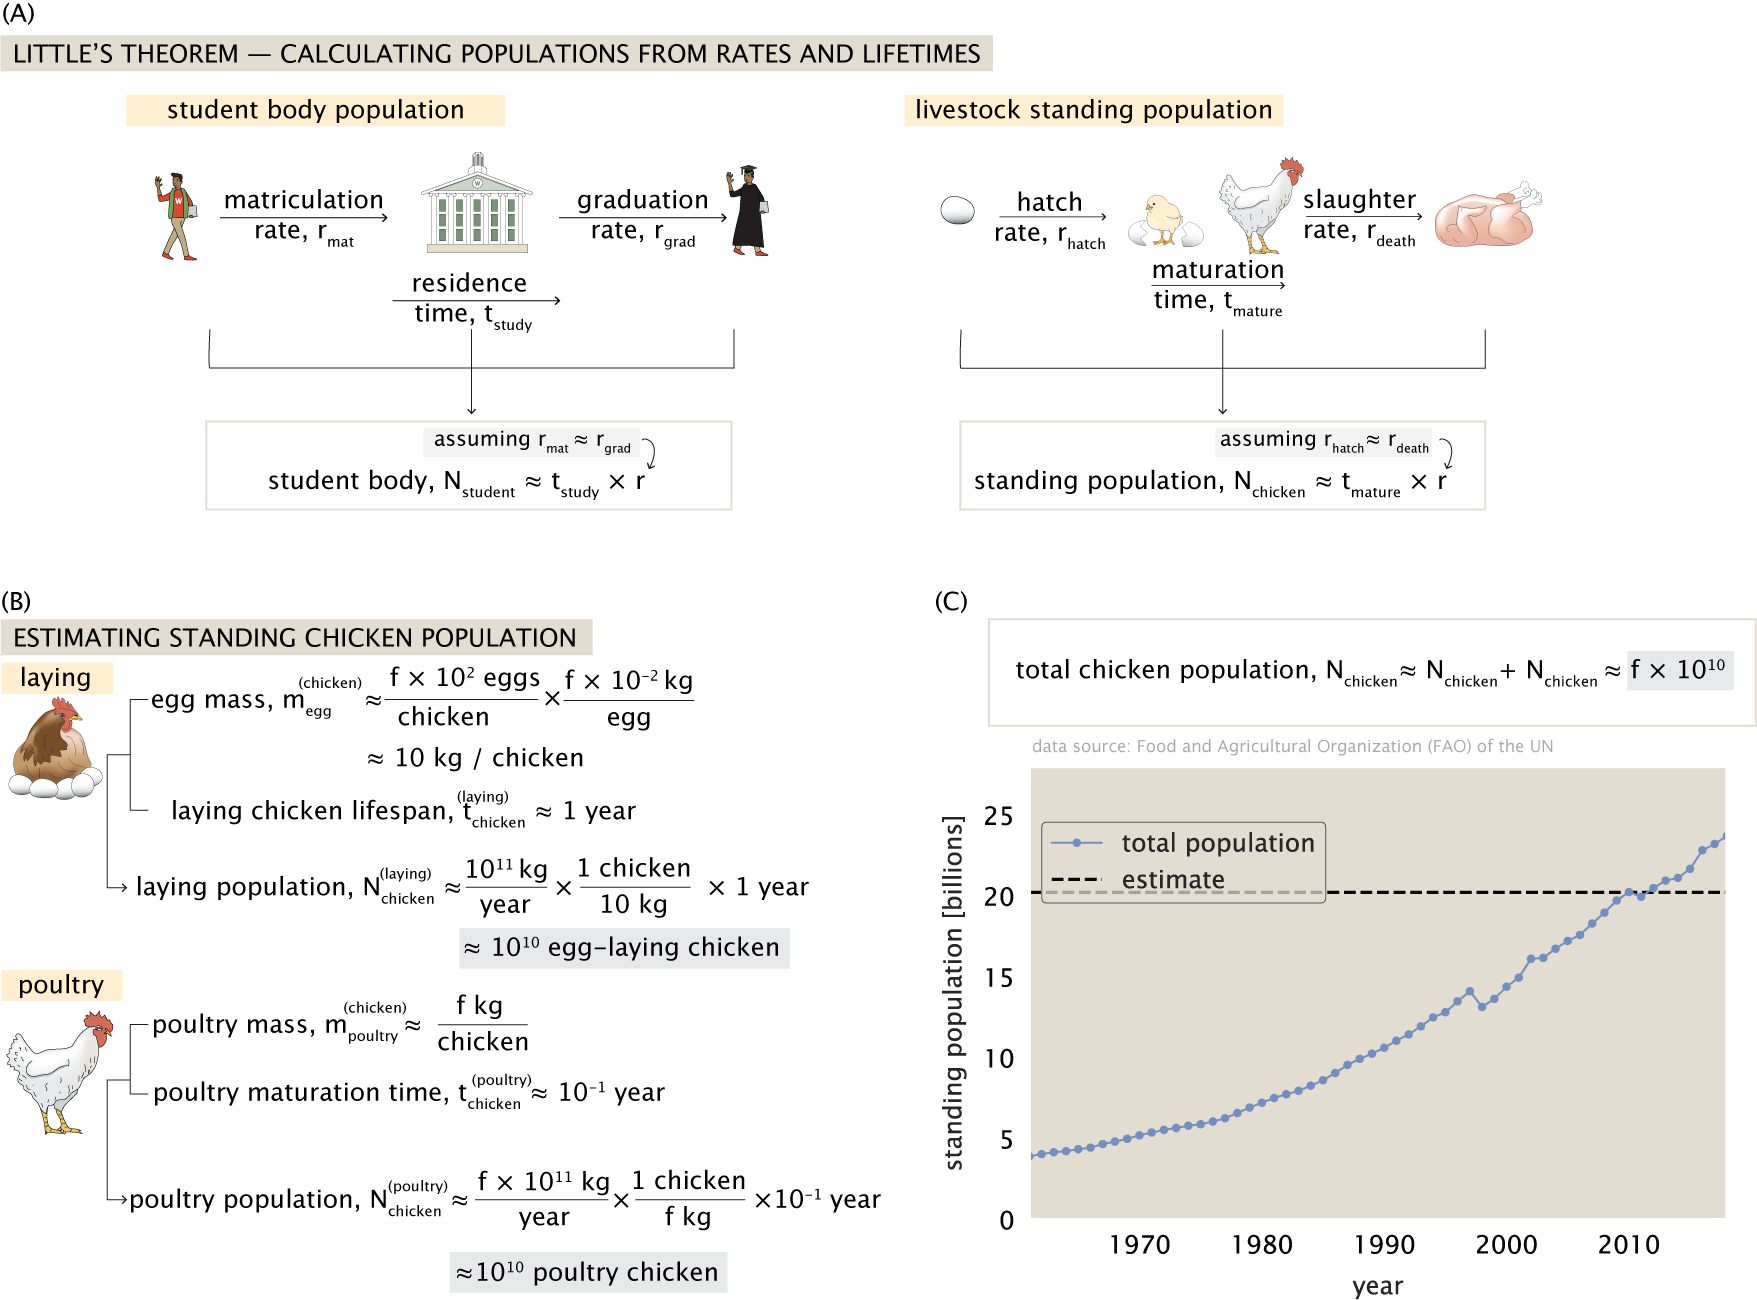 (A)
LITTLE’S THEOREM — CALCULATING POPULATIONS FROM RATES AND LIFETIMES
student body population
matriculation
rate, r_mat
W
W
graduation
rate, r_grad
residence
time, t_study
assuming r_mat ≈ r_grad
student body, N_student ≈ t_study × r
livestock standing population
hatch
rate, r_hatch
slaughter
rate, r_death
maturation
time, t_mature
assuming r_hatch ≈ r_death
standing population, N_chicken ≈ t_mature × r
(B)
ESTIMATING STANDING CHICKEN POPULATION
laying
egg mass, m_egg^(chicken) ≈ f × 10² eggs / chicken × f × 10⁻² kg / egg
≈ 10 kg / chicken
laying chicken lifespan, t_chicken^(laying) ≈ 1 year
laying population, N_chicken^(laying) ≈ 10¹¹ kg / year × 1 chicken / 10 kg × 1 year
≈ 10¹⁰ egg-laying chicken
poultry
poultry mass, m_poultry^(chicken) ≈ f kg / chicken
poultry maturation time, t_chicken^(poultry) ≈ 10⁻¹ year
poultry population, N_chicken^(poultry) ≈ f × 10¹¹ kg / year × 1 chicken / f kg ×10⁻¹ year
≈10¹⁰ poultry chicken
(C)
total chicken population, N_chicken ≈ N_chicken + N_chicken ≈ f × 10¹⁰
data source: Food and Agricultural Organization (FAO) of the UN
standing population [billions]
25
20
15
10
5
0
total population
estimate
1970 1980 1990 2000 2010
year